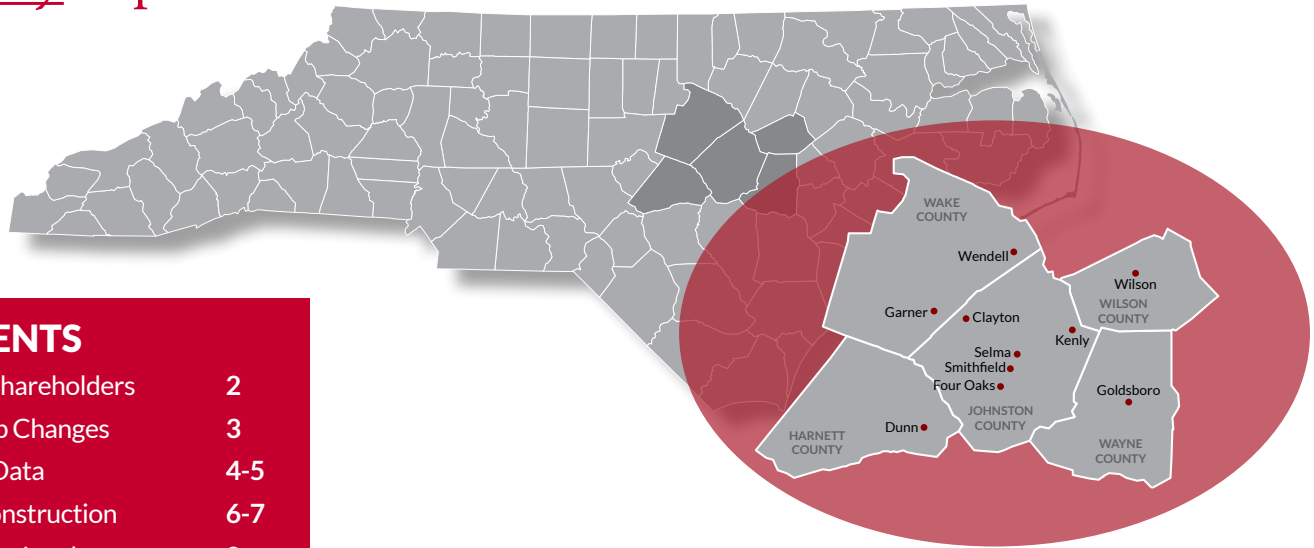 WAKE
COUNTY
Wendell
Wilson
WILSON
COUNTY
Garner
Clayton
Kenly
Selma
Smithfield
Four Oaks
Goldsboro
JOHNSTON
COUNTY
Dunn
HARNETT
COUNTY
WAYNE
COUNTY
ENTS
hareholders 2
Changes 3
Data 4-5
onstruction 6-7